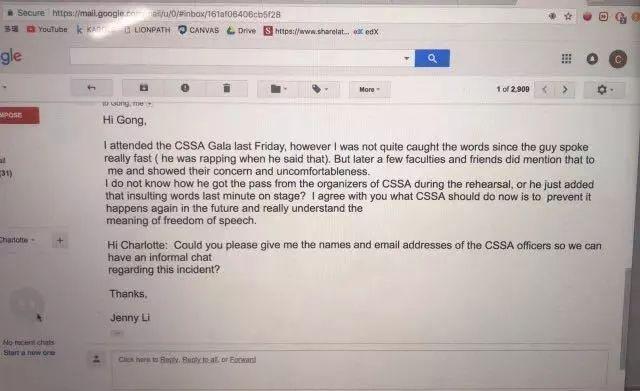 Secure https://mail.google.com/mail/u/0/#inbox/161af06406cb5f28
YouTube LIONPATH CANVAS Drive https://www.sharelat... edX
gle
More
1 of 2,909
to Gong, me
MPOSE
Hi Gong,
I attended the CSSA Gala last Friday, however I was not quite caught the words since the guy spoke
really fast ( he was rapping when he said that). But later a few faculties and friends did mention that to
me and showed their concern and uncomfortableness.
I do not know how he got the pass from the organizers of CSSA during the rehearsal, or he just added
that insulting words last minute on stage? I agree with you what CSSA should do now is to prevent it
happens again in the future and really understand the
meaning of freedom of speech.
Hi Charlotte: Could you please give me the names and email addresses of the CSSA officers so we can
have an informal chat
regarding this incident?
Thanks,
Jenny Li
31)
Charlotte
No recent chats
Start a new one
Click here to Reply, Reply to all, or Forward